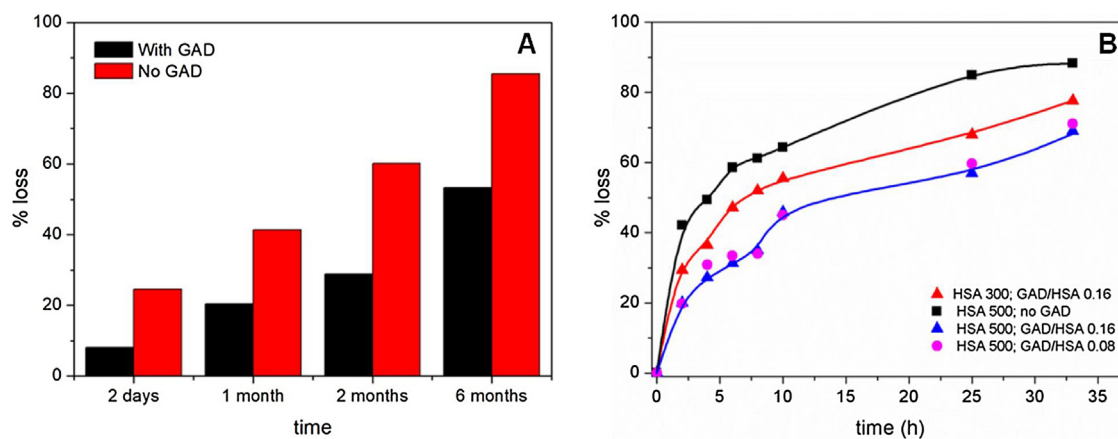 A
With GAD
No GAD
% loss
100
80
60
40
20
0
2 days 1 month 2 months 6 months
time
B
% loss
100
80
60
40
20
0
HSA 300; GAD/HSA 0.16
HSA 500; no GAD
HSA 500; GAD/HSA 0.16
HSA 500; GAD/HSA 0.08
0 5 10 15 20 25 30 35
time (h)